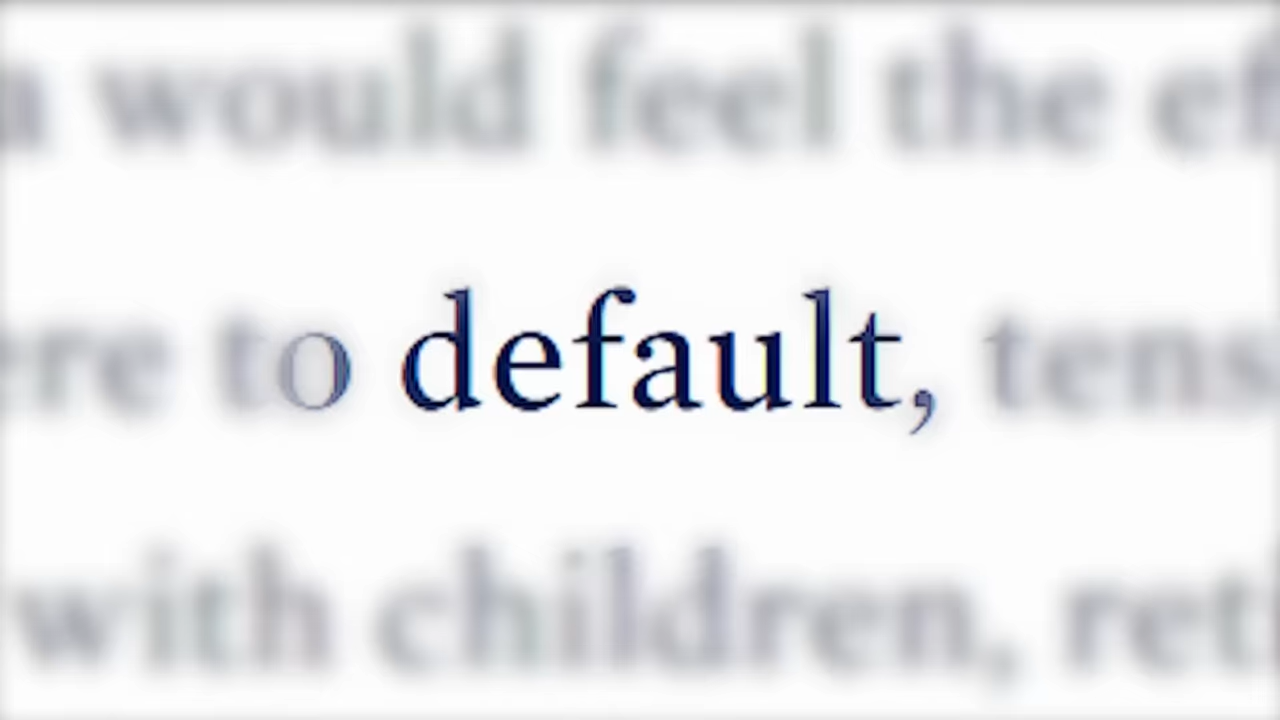 would feel the
to default,
with children,